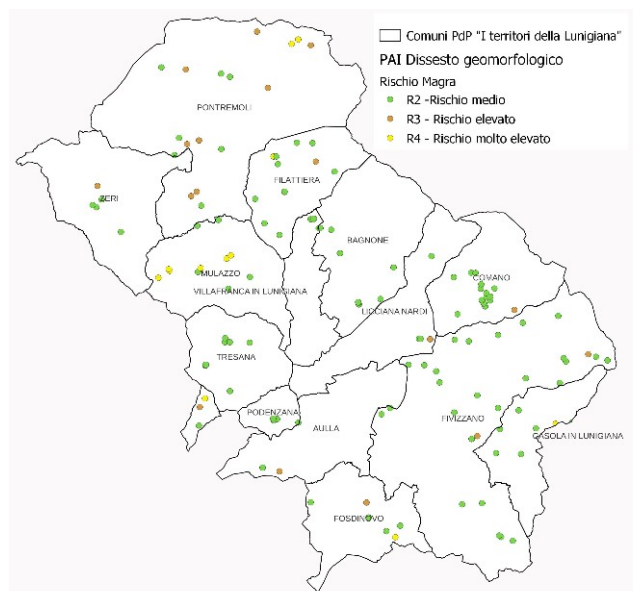 Comuni PdP "I territori della Lunigiana"
PAI Dissesto geomorfologico
Rischio Magra
R2 -Rischio medio
R3 - Rischio elevato
R4 - Rischio molto elevato
PONTREMOLI
FILATTIERA
ZERI
BAGNONE
MULAZZO
COMANO
VILLAFRANCA IN LUNIGIANA
LICCIANA NARDI
TRESANA
PODENZANA
AULLA
FIVIZZANO
CASOLA IN LUNIGIANA
FOSDINOVO